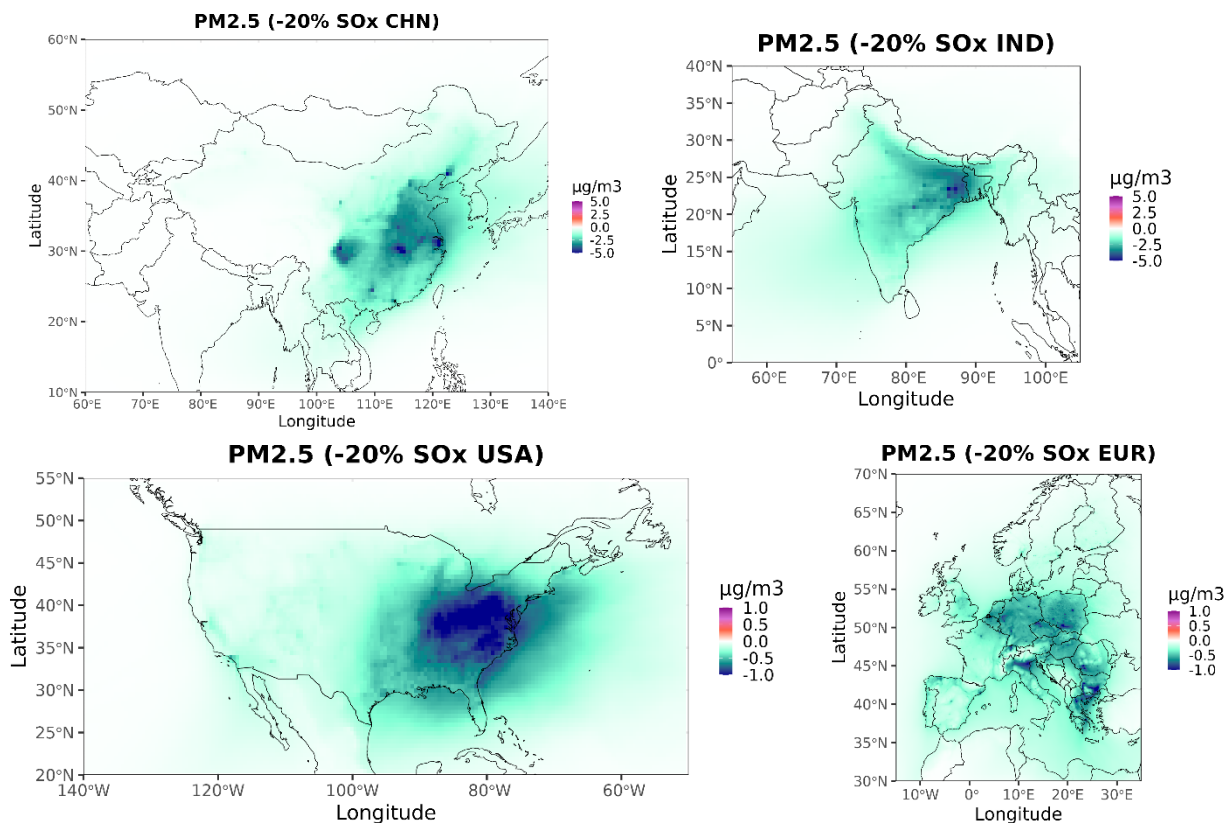 PM2.5 (-20% SOx CHN)
60°N
50°N
40°N
30°N
20°N
10°N
Latitude
60°E 70°E 80°E 90°E 100°E 110°E 120°E 130°E 140°E
Longitude
µg/m3
5.0
2.5
0.0
-2.5
-5.0
PM2.5 (-20% SOx IND)
40°N
35°N
30°N
25°N
20°N
15°N
10°N
5°N
0°
Latitude
60°E 70°E 80°E 90°E 100°E
Longitude
µg/m3
5.0
2.5
0.0
-2.5
-5.0
PM2.5 (-20% SOx USA)
55°N
50°N
45°N
40°N
35°N
30°N
25°N
20°N
Latitude
140°W 120°W 100°W 80°W 60°W
Longitude
µg/m3
1.0
0.5
0.0
-0.5
-1.0
PM2.5 (-20% SOx EUR)
70°N
65°N
60°N
55°N
50°N
45°N
40°N
35°N
30°N
Latitude
10°W 0° 10°E 20°E 30°E
Longitude
µg/m3
1.0
0.5
0.0
-0.5
-1.0